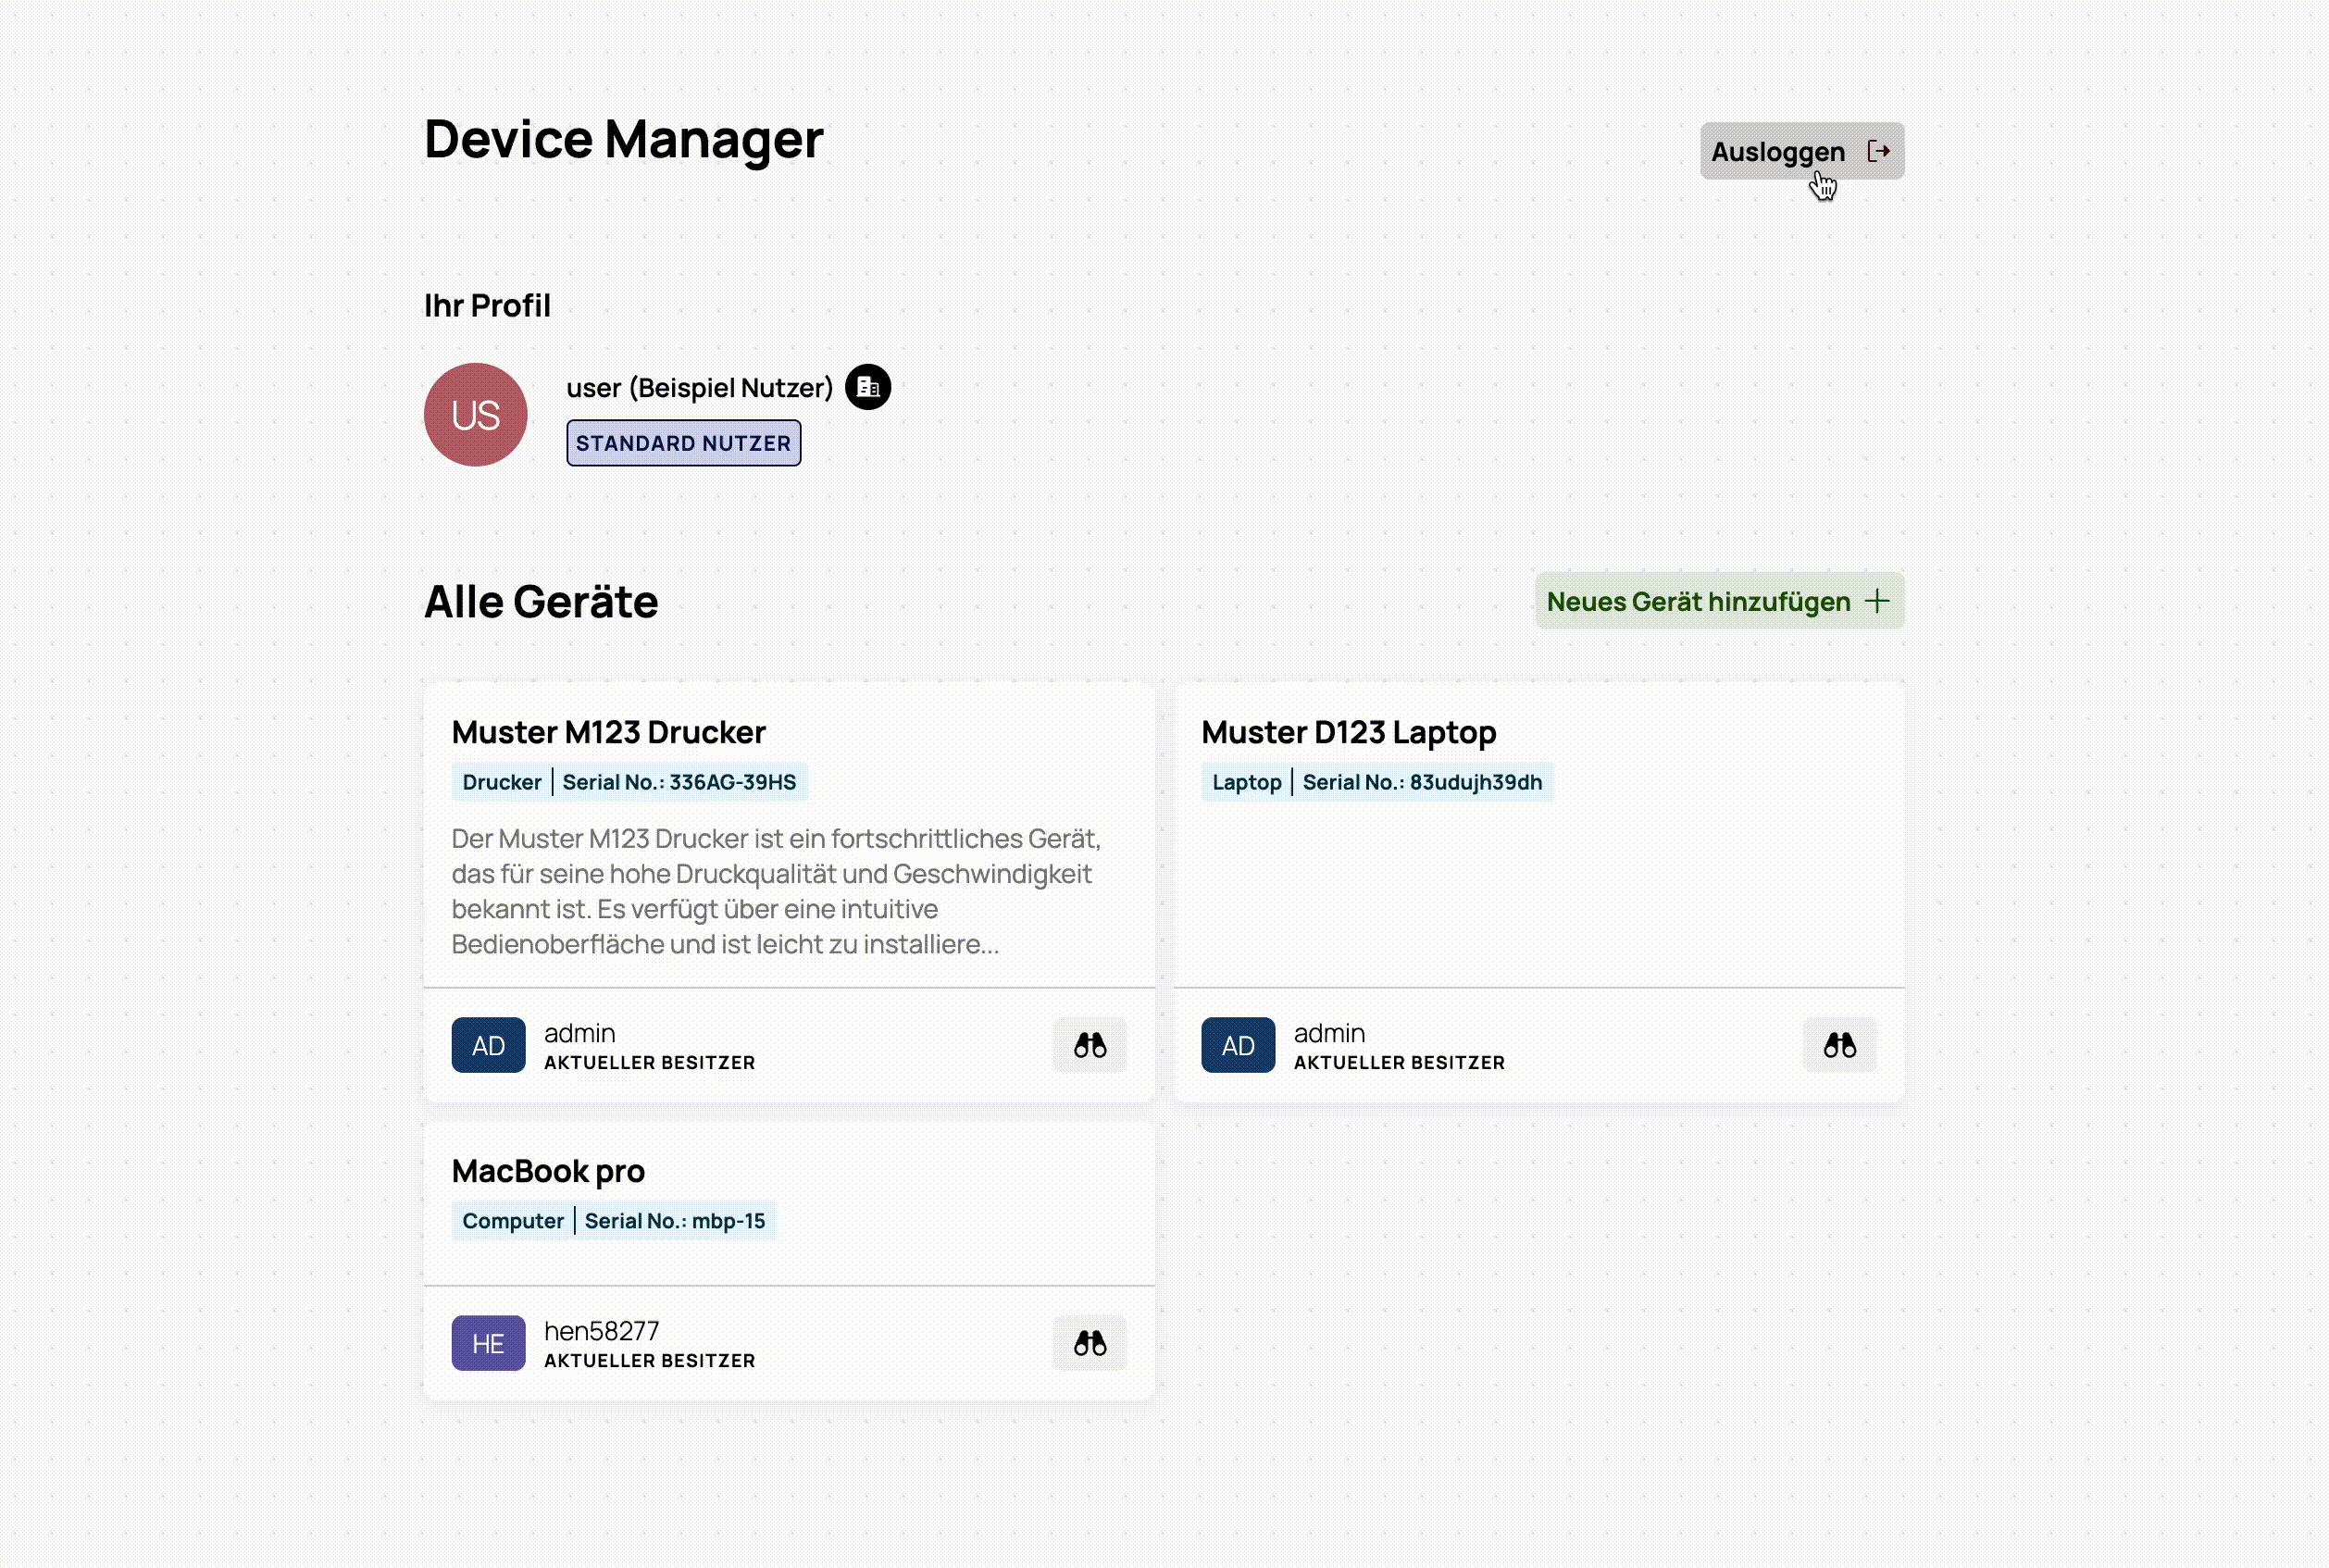 Device Manager
Ausloggen
Ihr Profil
US
user (Beispiel Nutzer)
STANDARD NUTZER
Alle Geräte
Neues Gerät hinzufügen
Muster M123 Drucker
Drucker | Serial No.: 336AG-39HS
Der Muster M123 Drucker ist ein fortschrittliches Gerät,
das für seine hohe Druckqualität und Geschwindigkeit
bekannt ist. Es verfügt über eine intuitive
Bedienoberfläche und ist leicht zu installiere...
AD
admin
AKTUELLER BESITZER
Muster D123 Laptop
Laptop | Serial No.: 83udujh39dh
AD
admin
AKTUELLER BESITZER
MacBook pro
Computer | Serial No.: mbp-15
HE
hen58277
AKTUELLER BESITZER